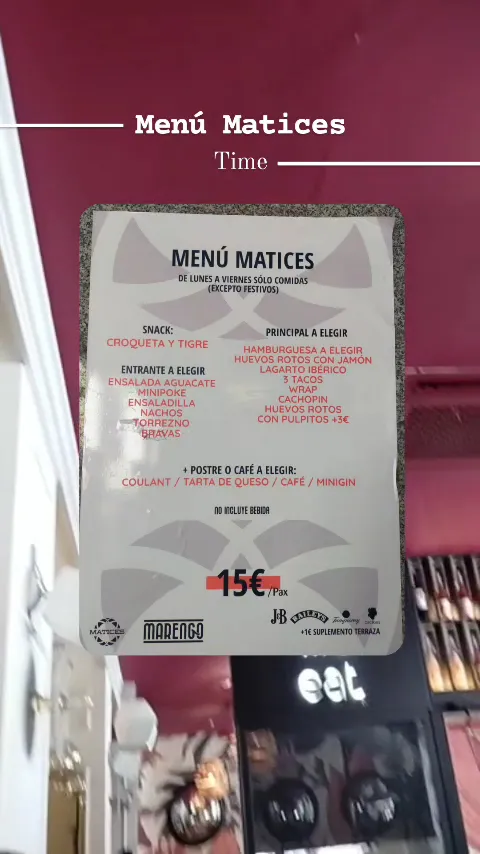 Menú Matices
Time
MENÚ MATICES
DE LUNES A VIERNES SÓLO COMIDAS
(EXCEPTO FESTIVOS)
SNACK:
CROQUETA Y TIGRE
ENTRANTE A ELEGIR
ENSALADA AGUACATE
MINIPOKE
ENSALADILLA
NACHOS
TORREZNO
BRAVAS
PRINCIPAL A ELEGIR
HAMBURGUESA A ELEGIR
HUEVOS ROTOS CON JAMÓN
LAGARTO IBÉRICO
3 TACOS
WRAP
CACHOPIN
HUEVOS ROTOS
CON PULPITOS +3€
+ POSTRE O CAFÉ A ELEGIR:
COULANT / TARTA DE QUESO / CAFÉ / MINIGIN
NO INCLUYE BEBIDA
15€/Pax
MATICES
MARENGO
J&B BAILEYS Tanqueray
+1€ SUPLEMENTO TERRAZA
eat